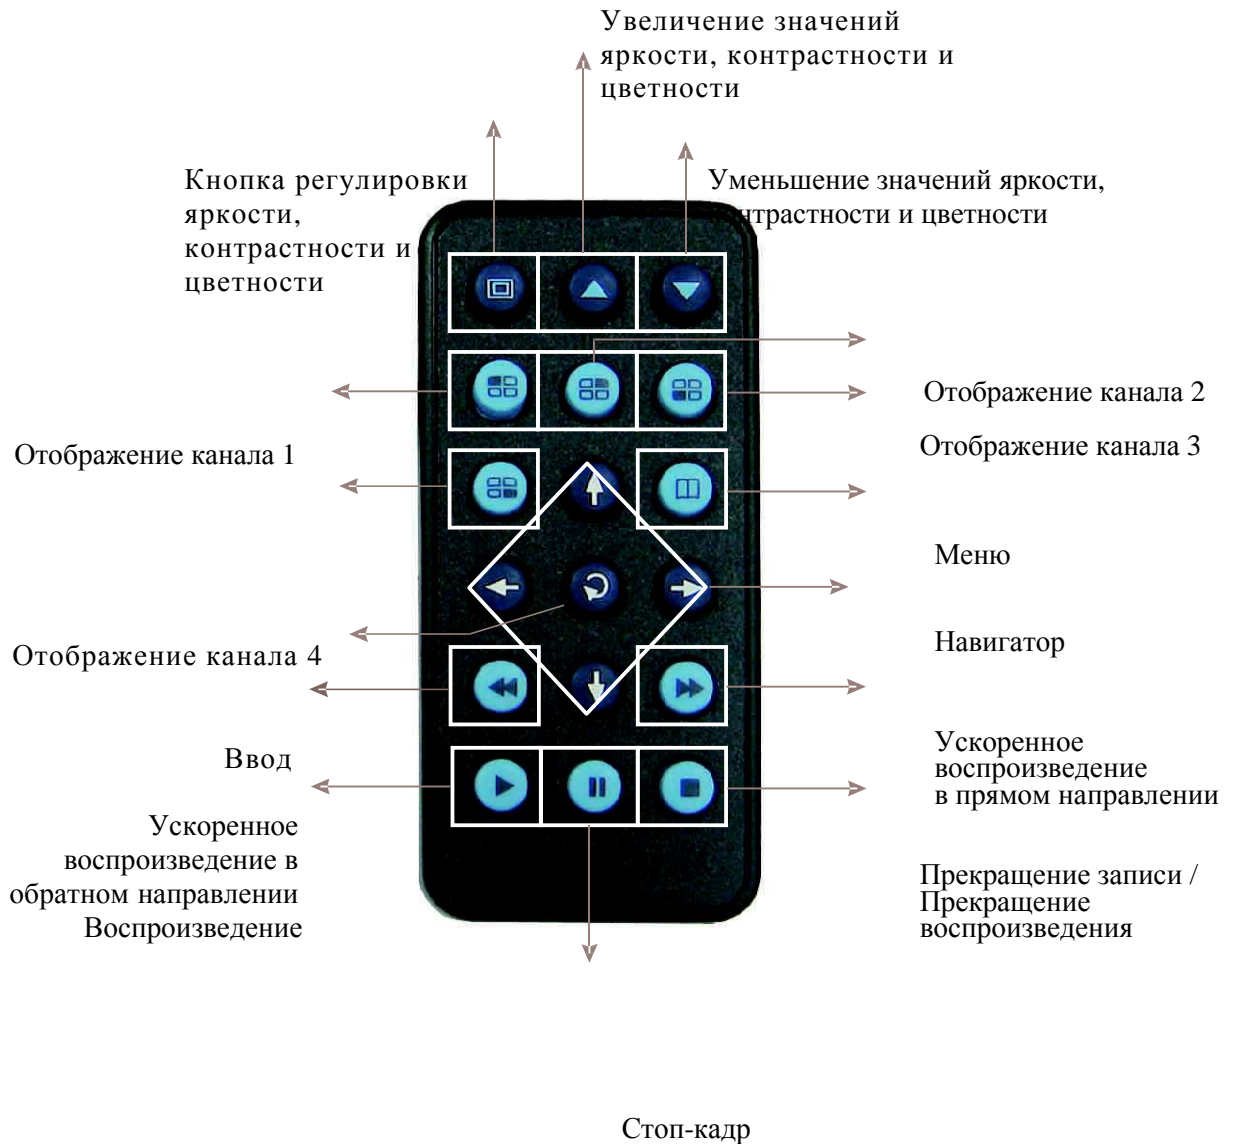 Увеличение значений
яркости, контрастности и
цветности
Кнопка регулировки
яркости,
контрастности и
цветности
Уменьшение значений яркости,
контрастности и цветности
Отображение канала 2
Отображение канала 3
Отображение канала 1
Меню
Навигатор
Отображение канала 4
Ввод
Ускоренное
воспроизведение
в прямом направлении
Ускоренное
воспроизведение в
обратном направлении
Воспроизведение
Прекращение записи /
Прекращение
воспроизведения
Стоп-кадр